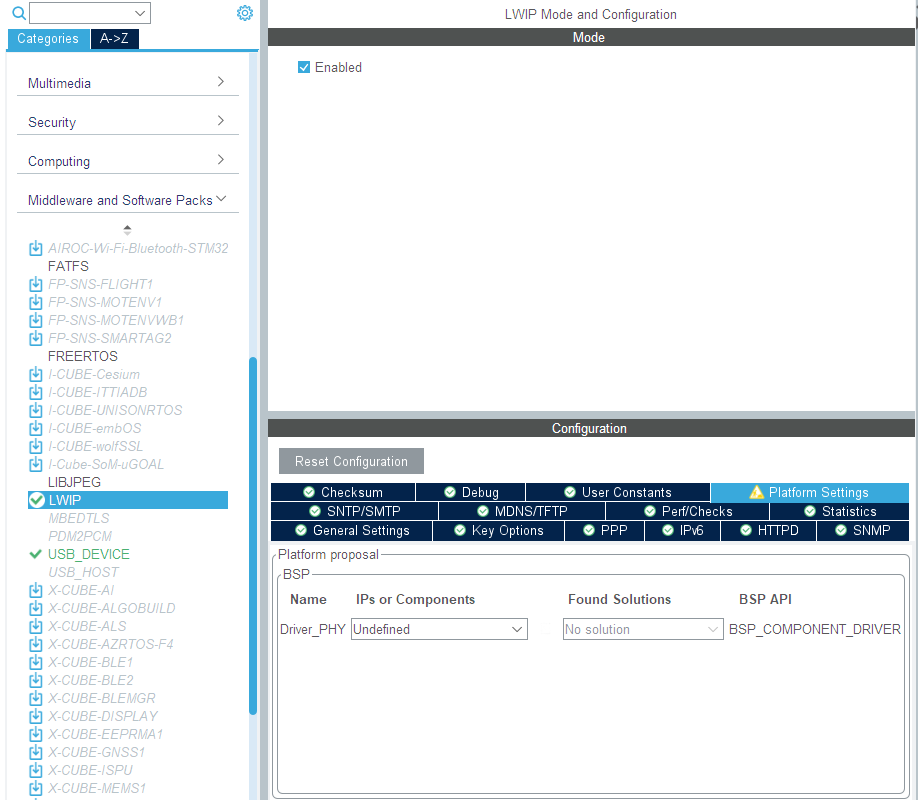 Categories
A->Z
Multimedia
Security
Computing
Middleware and Software Packs
AIROC-Wi-Fi-Bluetooth-STM32
FATFS
FP-SNS-FLIGHT1
FP-SNS-MOTENV1
FP-SNS-MOTENVWB1
FP-SNS-SMARTAG2
FREERTOS
I-CUBE-Cesium
I-CUBE-ITTIADB
I-CUBE-UNISONRTOS
I-CUBE-embOS
I-CUBE-wolfSSL
I-Cube-SoM-uGOAL
LIBJPEG
LWIP
MBEDTLS
PDM2PCM
USB_DEVICE
USB_HOST
X-CUBE-AI
X-CUBE-ALGOBUILD
X-CUBE-ALS
X-CUBE-AZRTOS-F4
X-CUBE-BLE1
X-CUBE-BLE2
X-CUBE-BLEMGR
X-CUBE-DISPLAY
X-CUBE-EEPRMA1
X-CUBE-GNSS1
X-CUBE-ISPU
X-CUBE-MEMS1
LWIP Mode and Configuration
Mode
Enabled
Configuration
Reset Configuration
Checksum Debug User Constants Platform Settings
SNTP/SMTP MDNS/TFTP Perf/Checks Statistics
General Settings Key Options PPP IPv6 HTTPD SNMP
Platform proposal
BSP
Name IPs or Components Found Solutions BSP API
Driver_PHY Undefined No solution BSP_COMPONENT_DRIVER